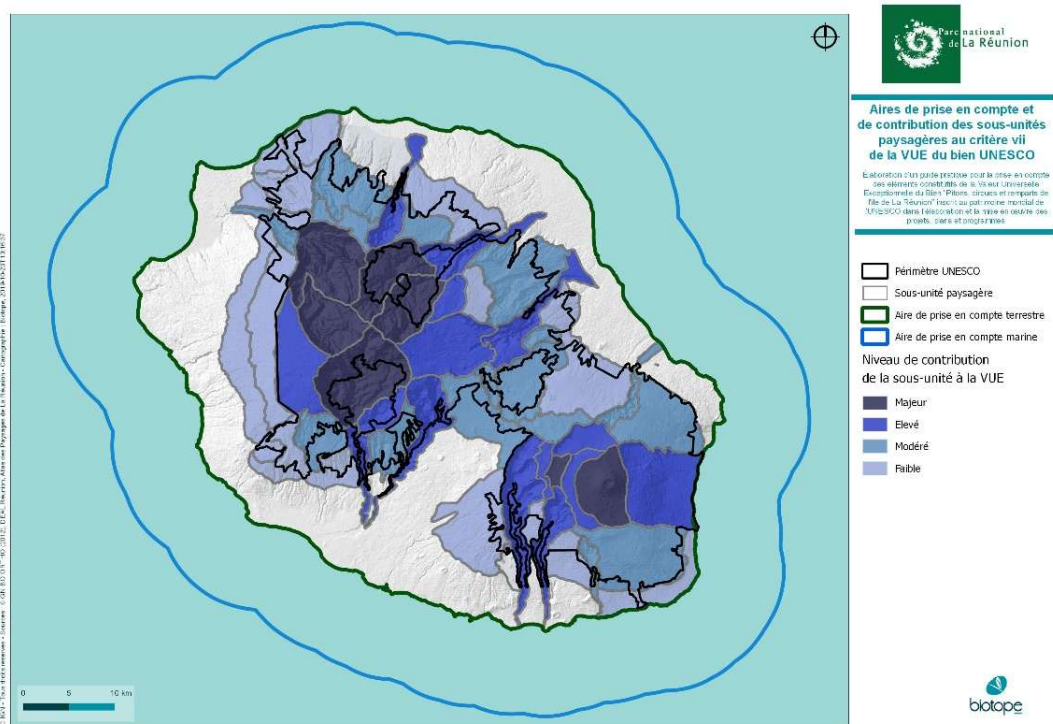 Parc national
de La Réunion
Aires de prise en compte et
de contribution des sous-unités
paysagères au critère vii
de la VUE du bien UNESCO
Élaboration d'un guide pratique pour la prise en compte
des éléments constitutifs de la Valeur Universelle
Exceptionnelle du Bien "Pitons, cirques et remparts de
l'île de La Réunion" inscrit au patrimoine mondial de
l'UNESCO dans l'élaboration et la mise en œuvre des
projets, plans et programmes
Périmètre UNESCO
Sous-unité paysagère
Aire de prise en compte terrestre
Aire de prise en compte marine
Niveau de contribution
de la sous-unité à la VUE
Majeur
Elevé
Modéré
Faible
0 5 10 km
biotope